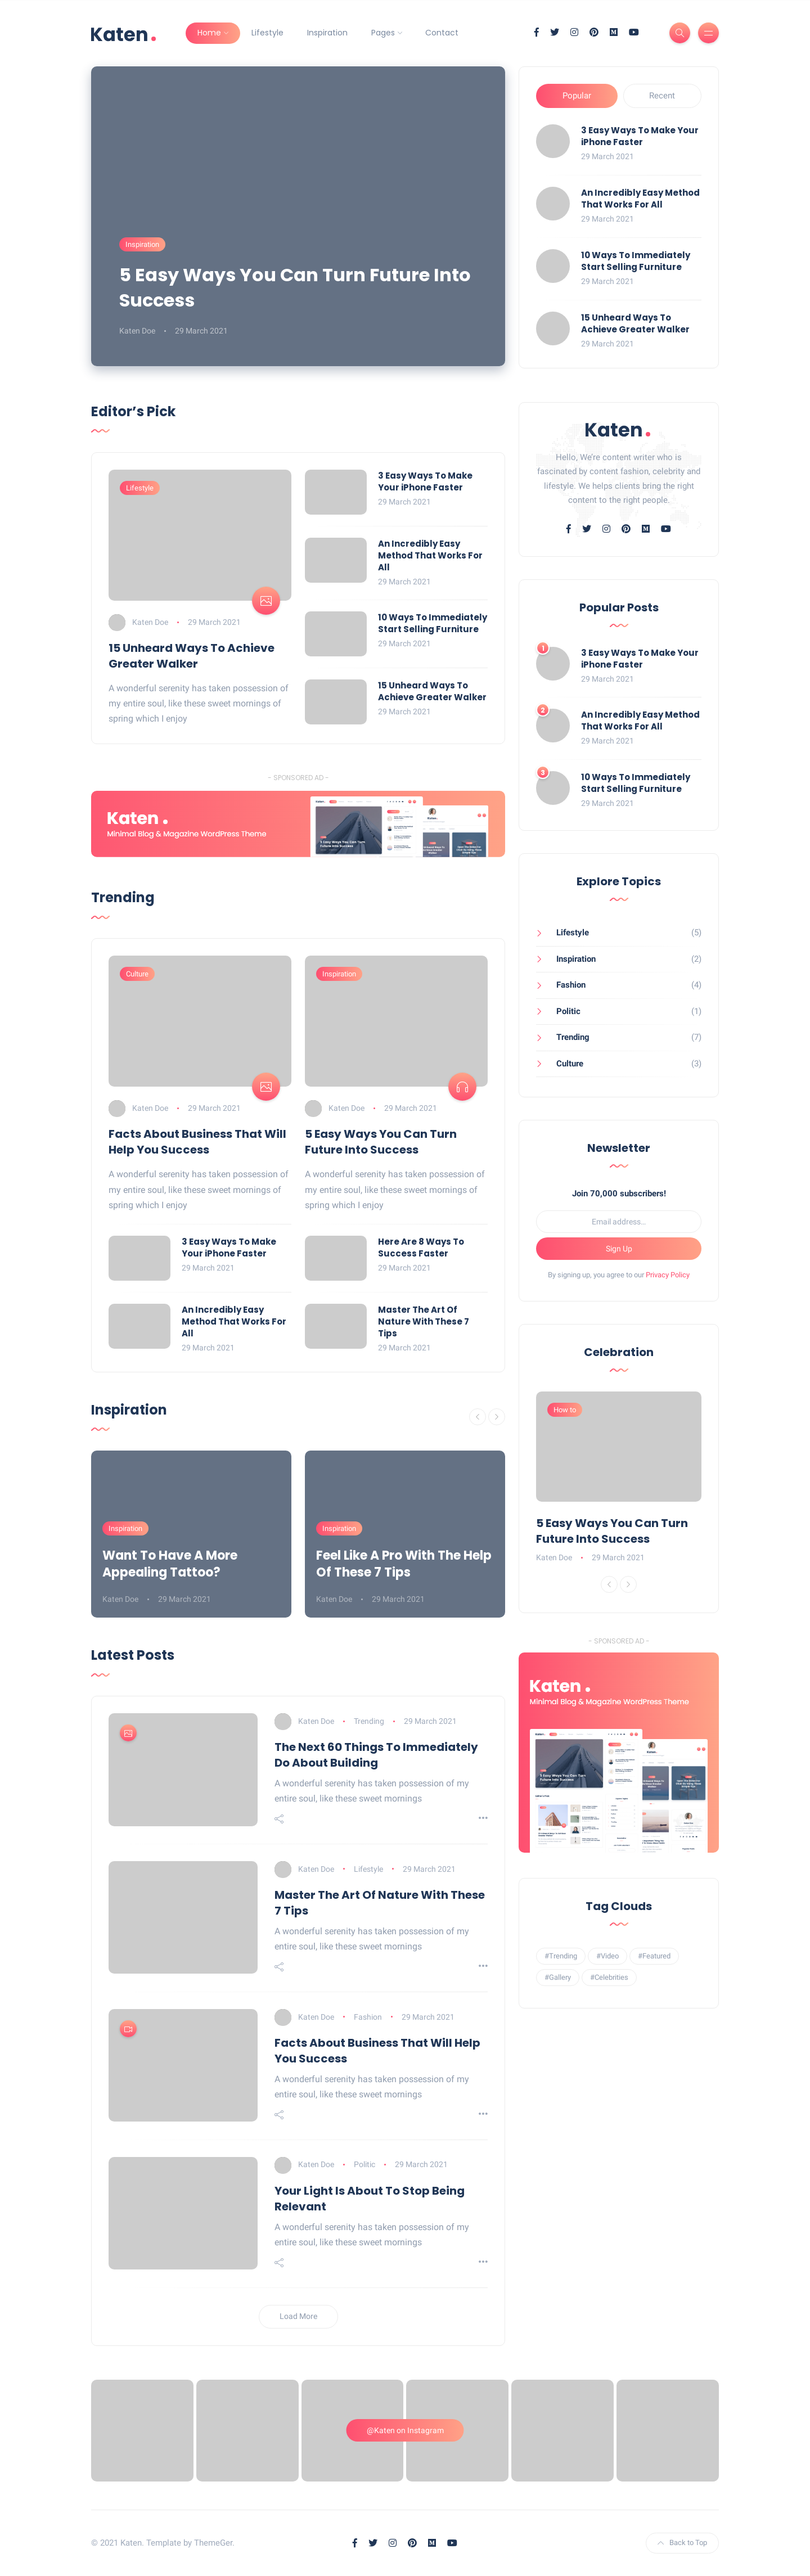 Katen.
Home
Lifestyle
Inspiration
Pages
Contact
Inspiration
5 Easy Ways You Can Turn Future Into
Success
Katen Doe • 29 March 2021
Popular
Recent
3 Easy Ways To Make Your
iPhone Faster
29 March 2021
An Incredibly Easy Method
That Works For All
29 March 2021
10 Ways To Immediately
Start Selling Furniture
29 March 2021
15 Unheard Ways To
Achieve Greater Walker
29 March 2021
Editor's Pick
Lifestyle
Katen Doe • 29 March 2021
15 Unheard Ways To Achieve
Greater Walker
A wonderful serenity has taken possession of
my entire soul, like these sweet mornings of
spring which I enjoy
3 Easy Ways To Make
Your iPhone Faster
29 March 2021
An Incredibly Easy
Method That Works For
All
29 March 2021
10 Ways To Immediately
Start Selling Furniture
29 March 2021
15 Unheard Ways To
Achieve Greater Walker
29 March 2021
Katen.
Hello, We're content writer who is
fascinated by content fashion, celebrity and
lifestyle. We helps clients bring the right
content to the right people.
Popular Posts
1
3 Easy Ways To Make Your
iPhone Faster
29 March 2021
2
An Incredibly Easy Method
That Works For All
29 March 2021
3
10 Ways To Immediately
Start Selling Furniture
29 March 2021
- SPONSORED AD -
Katen.
Minimal Blog & Magazine WordPress Theme
Trending
Culture
Katen Doe • 29 March 2021
Facts About Business That Will
Help You Success
A wonderful serenity has taken possession of
my entire soul, like these sweet mornings of
spring which I enjoy
3 Easy Ways To Make
Your iPhone Faster
29 March 2021
An Incredibly Easy
Method That Works For
All
29 March 2021
Inspiration
Katen Doe • 29 March 2021
5 Easy Ways You Can Turn
Future Into Success
A wonderful serenity has taken possession of
my entire soul, like these sweet mornings of
spring which I enjoy
Here Are 8 Ways To
Success Faster
29 March 2021
Master The Art Of
Nature With These 7
Tips
29 March 2021
Explore Topics
Lifestyle (5)
Inspiration (2)
Fashion (4)
Politic (1)
Trending (7)
Culture (3)
Newsletter
Join 70,000 subscribers!
Email address...
Sign Up
By signing up, you agree to our Privacy Policy
Inspiration
Inspiration
Want To Have A More
Appealing Tattoo?
Katen Doe • 29 March 2021
Inspiration
Feel Like A Pro With The Help
Of These 7 Tips
Katen Doe • 29 March 2021
Celebration
How to
5 Easy Ways You Can Turn
Future Into Success
Katen Doe • 29 March 2021
Latest Posts
Katen Doe • Trending • 29 March 2021
The Next 60 Things To Immediately
Do About Building
A wonderful serenity has taken possession of my
entire soul, like these sweet mornings
Katen Doe • Lifestyle • 29 March 2021
Master The Art Of Nature With These
7 Tips
A wonderful serenity has taken possession of my
entire soul, like these sweet mornings
Katen Doe • Fashion • 29 March 2021
Facts About Business That Will Help
You Success
A wonderful serenity has taken possession of my
entire soul, like these sweet mornings
Katen Doe • Politic • 29 March 2021
Your Light Is About To Stop Being
Relevant
A wonderful serenity has taken possession of my
entire soul, like these sweet mornings
Load More
- SPONSORED AD -
Katen.
Minimal Blog & Magazine WordPress Theme
Tag Clouds
#Trending
#Video
#Featured
#Gallery
#Celebrities
@Katen on Instagram
© 2021 Katen. Template by ThemeGer.
Back to Top